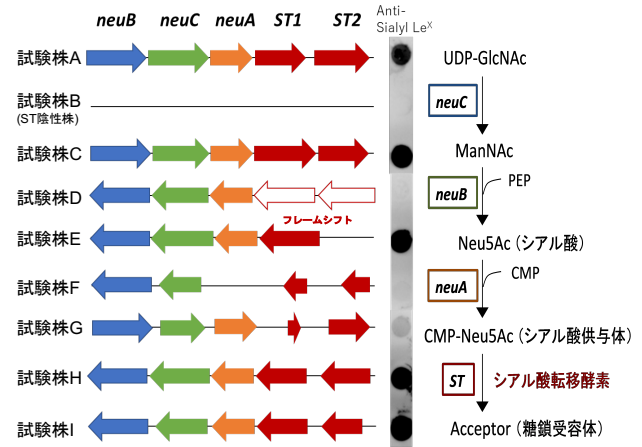 neuB neuC neuA ST1 ST2 Anti-
Sialyl Leˣ
試験株A
試験株B
(ST陰性株)
試験株C
試験株D
フレームシフト
試験株E
試験株F
試験株G
試験株H
試験株I
UDP-GlcNAc
neuC
ManNAc
neuB PEP
Neu5Ac（シアル酸）
neuA CMP
CMP-Neu5Ac（シアル酸供与体）
ST シアル酸転移酵素
Acceptor（糖鎖受容体）